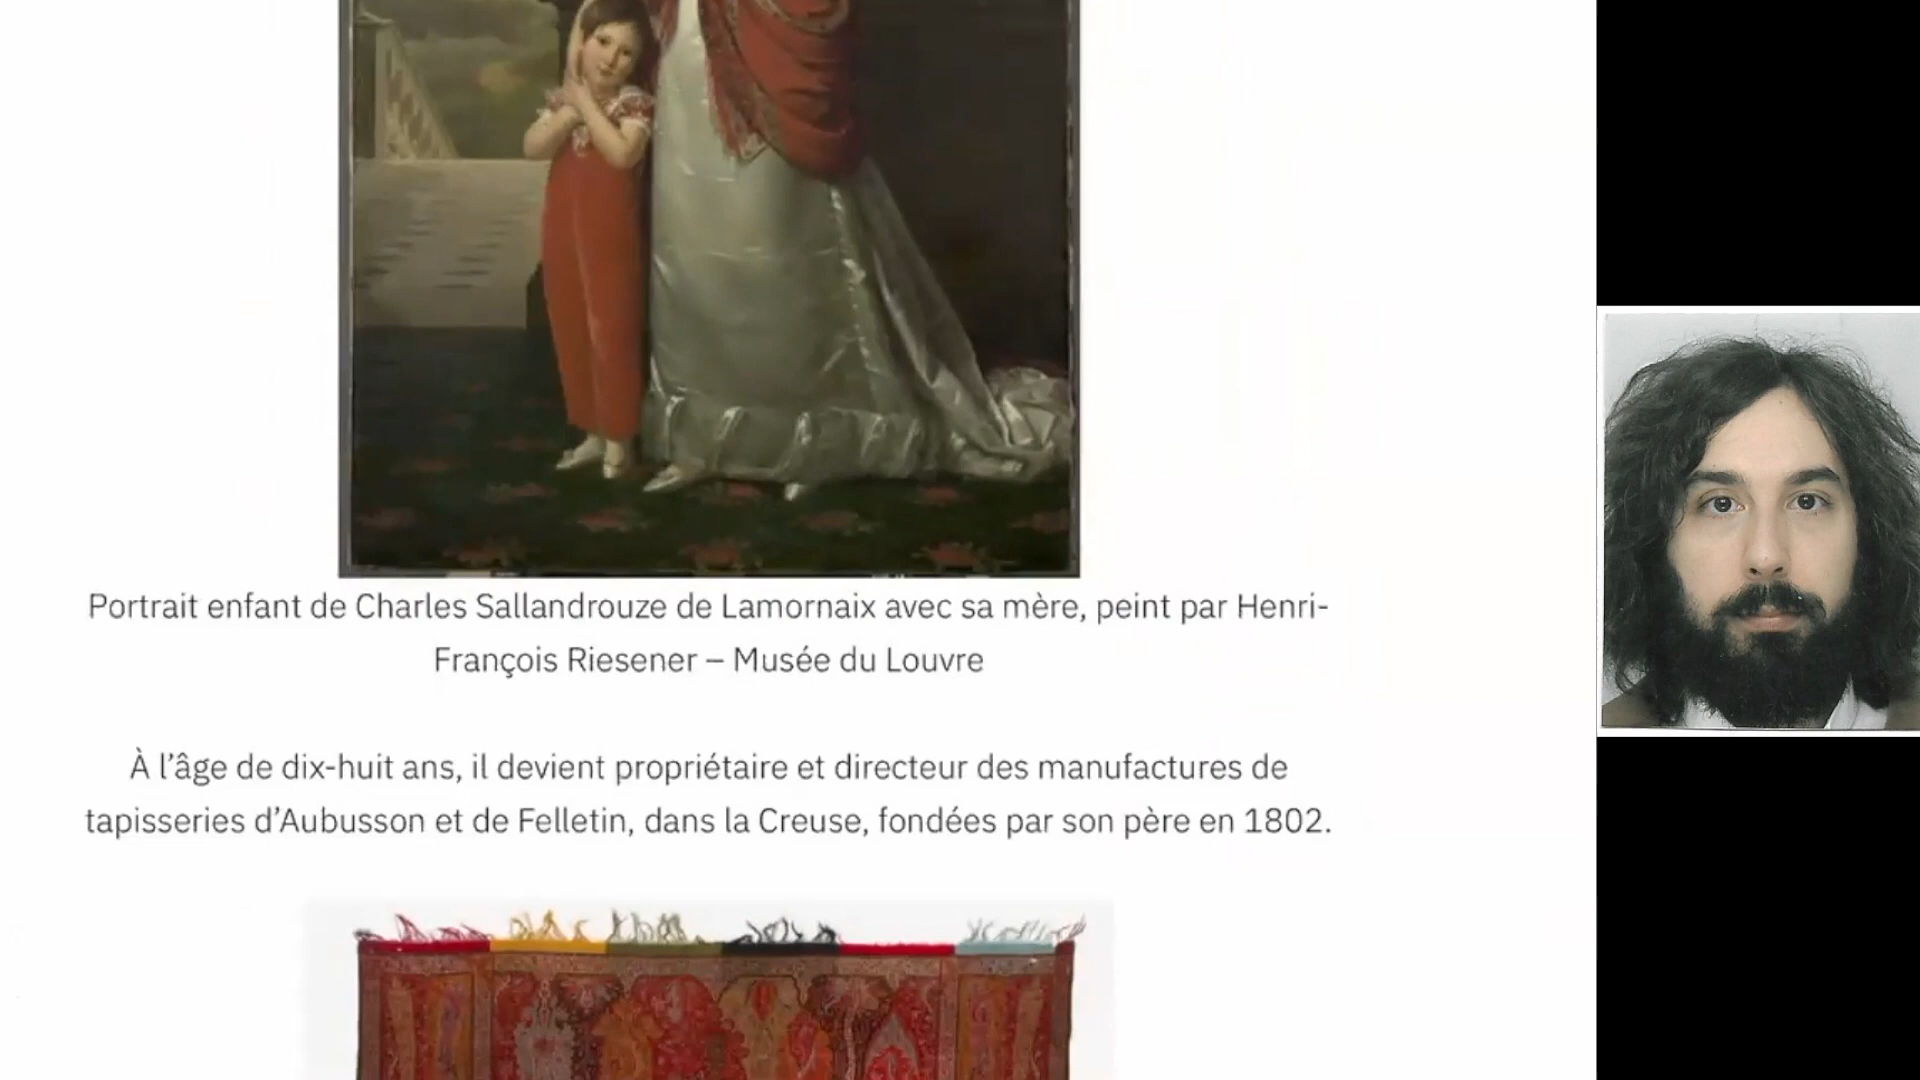 Portrait enfant de Charles Sallandrouze de Lamornaix avec sa mère, peint par Henri-
François Riesener – Musée du Louvre
À l’âge de dix-huit ans, il devient propriétaire et directeur des manufactures de
tapisseries d’Aubusson et de Felletin, dans la Creuse, fondées par son père en 1802.